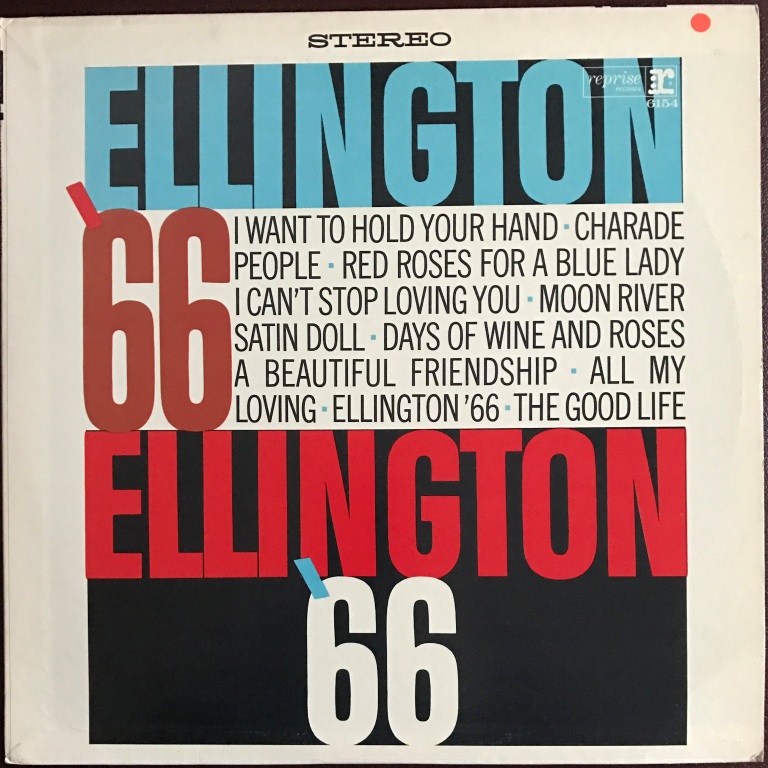 STEREO
ELLINGTON
reprise
RECORDS
r:
6154
'66
I WANT TO HOLD YOUR HAND · CHARADE
PEOPLE · RED ROSES FOR A BLUE LADY
I CAN'T STOP LOVING YOU · MOON RIVER
SATIN DOLL · DAYS OF WINE AND ROSES
A BEAUTIFUL FRIENDSHIP · ALL MY
LOVING · ELLINGTON '66 · THE GOOD LIFE
ELLINGTON
'66